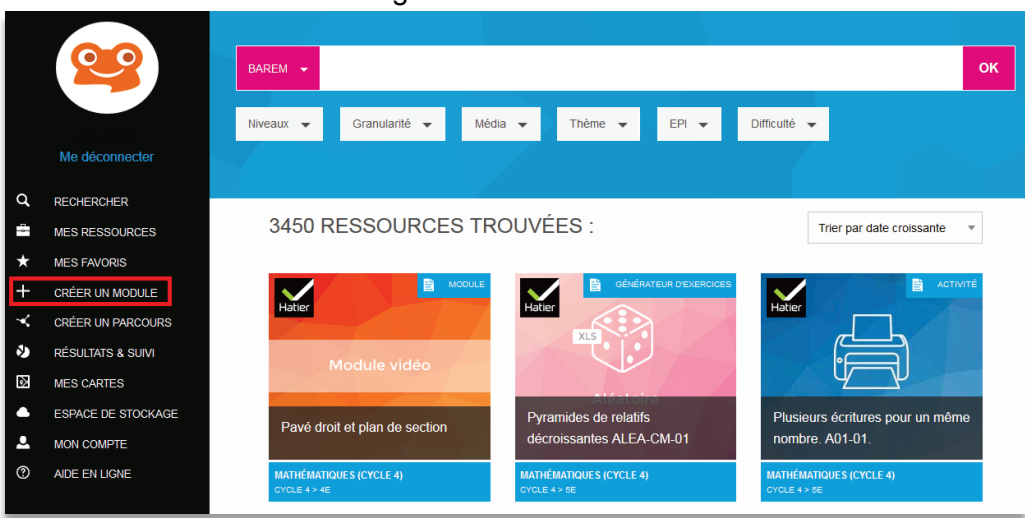 Me déconnecter
RECHERCHER
MES RESSOURCES
MES FAVORIS
CRÉER UN MODULE
CRÉER UN PARCOURS
RÉSULTATS & SUIVI
MES CARTES
ESPACE DE STOCKAGE
MON COMPTE
AIDE EN LIGNE
BAREM
OK
Niveaux
Granularité
Média
Thème
EPI
Difficulté
3450 RESSOURCES TROUVÉES :
Trier par date croissante
Hatier
MODULE
Module vidéo
Pavé droit et plan de section
MATHÉMATIQUES (CYCLE 4)
CYCLE 4 > 4E
Hatier
GÉNÉRATEUR D'EXERCICES
XLS
Aléatoire
Pyramides de relatifs
décroissantes ALEA-CM-01
MATHÉMATIQUES (CYCLE 4)
CYCLE 4 > 5E
Hatier
ACTIVITÉ
Plusieurs écritures pour un même
nombre. A01-01.
MATHÉMATIQUES (CYCLE 4)
CYCLE 4 > 5E